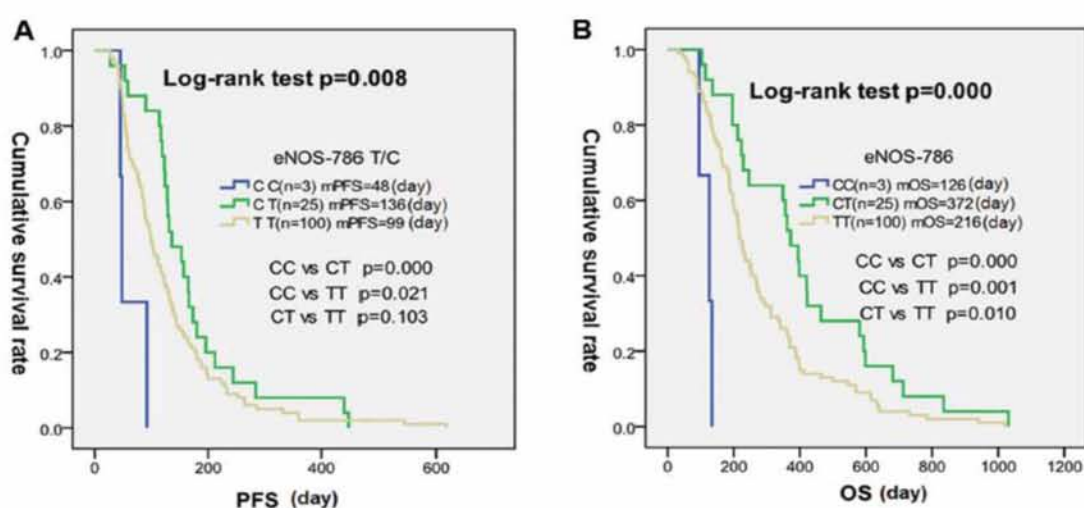 A
Log-rank test p=0.008
eNOS-786 T/C
C C(n=3) mPFS=48 (day)
C T(n=25) mPFS=136(day)
T T(n=100) mPFS=99 (day)
CC vs CT p=0.000
CC vs TT p=0.021
CT vs TT p=0.103
Cumulative survival rate
1.0
0.8
0.6
0.4
0.2
0.0
0 200 400 600
PFS (day)
B
Log-rank test p=0.000
eNOS-786
CC(n=3) mOS=126 (day)
CT(n=25) mOS=372(day)
TT(n=100) mOS=216(day)
CC vs CT p=0.000
CC vs TT p=0.001
CT vs TT p=0.010
Cumulative survival rate
1.0
0.8
0.6
0.4
0.2
0.0
0 200 400 600 800 1000 1200
OS (day)